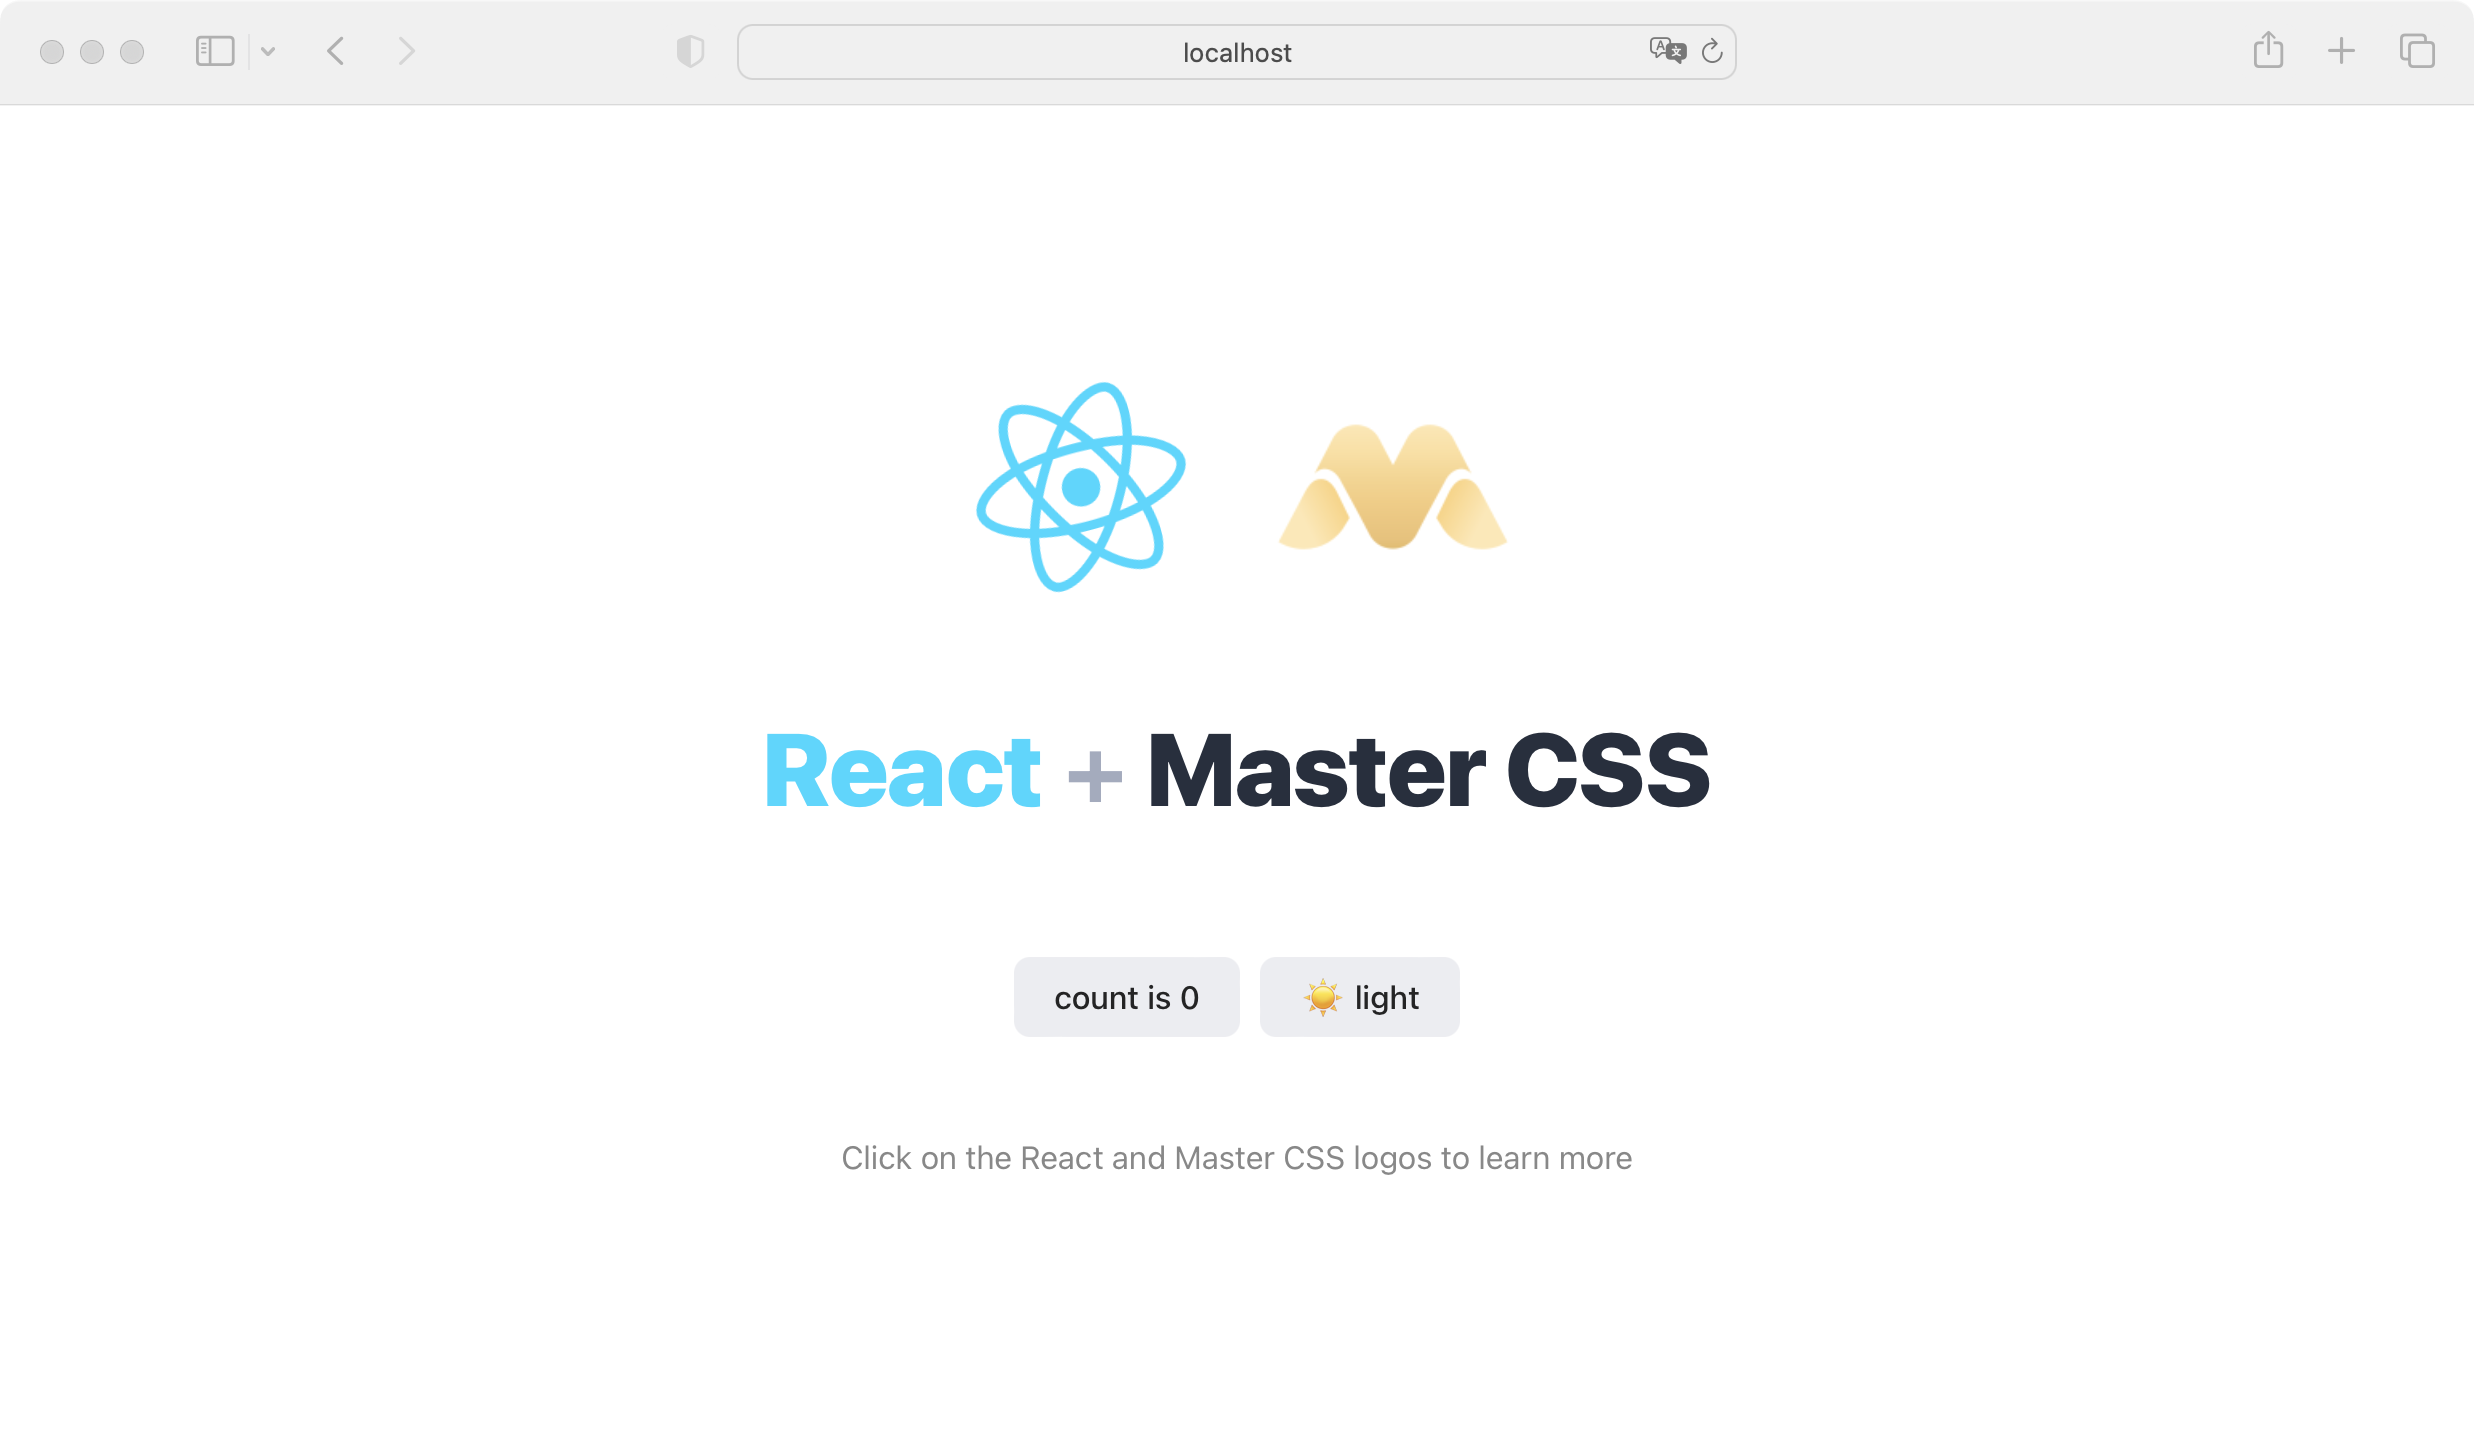 localhost
React + Master CSS
count is 0
☀️ light
Click on the React and Master CSS logos to learn more